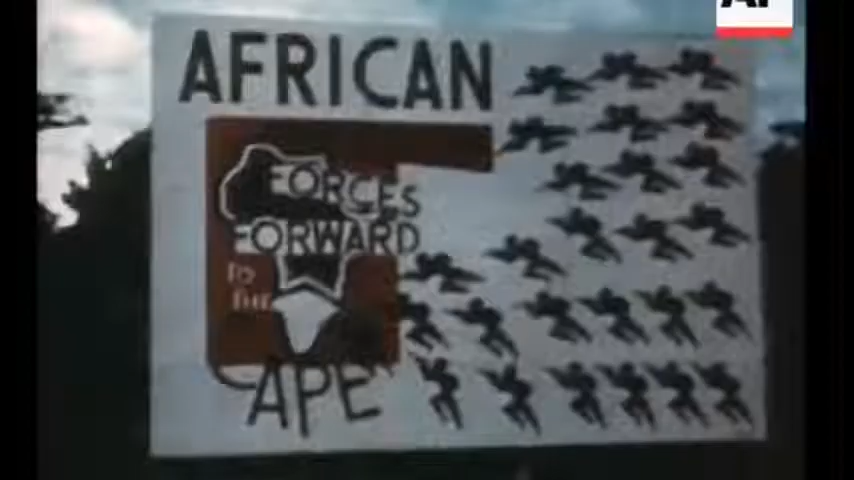 AP
AFRICAN
FORCES
FORWARD
TO
THE
CAPE